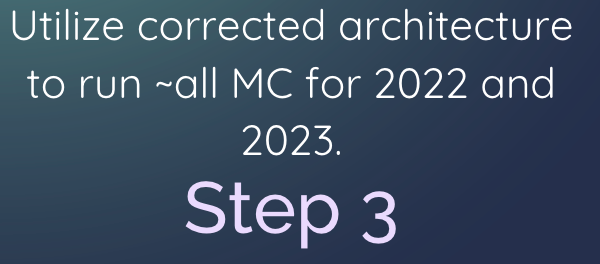 Utilize corrected architecture
to run ~all MC for 2022 and
2023.
Step 3